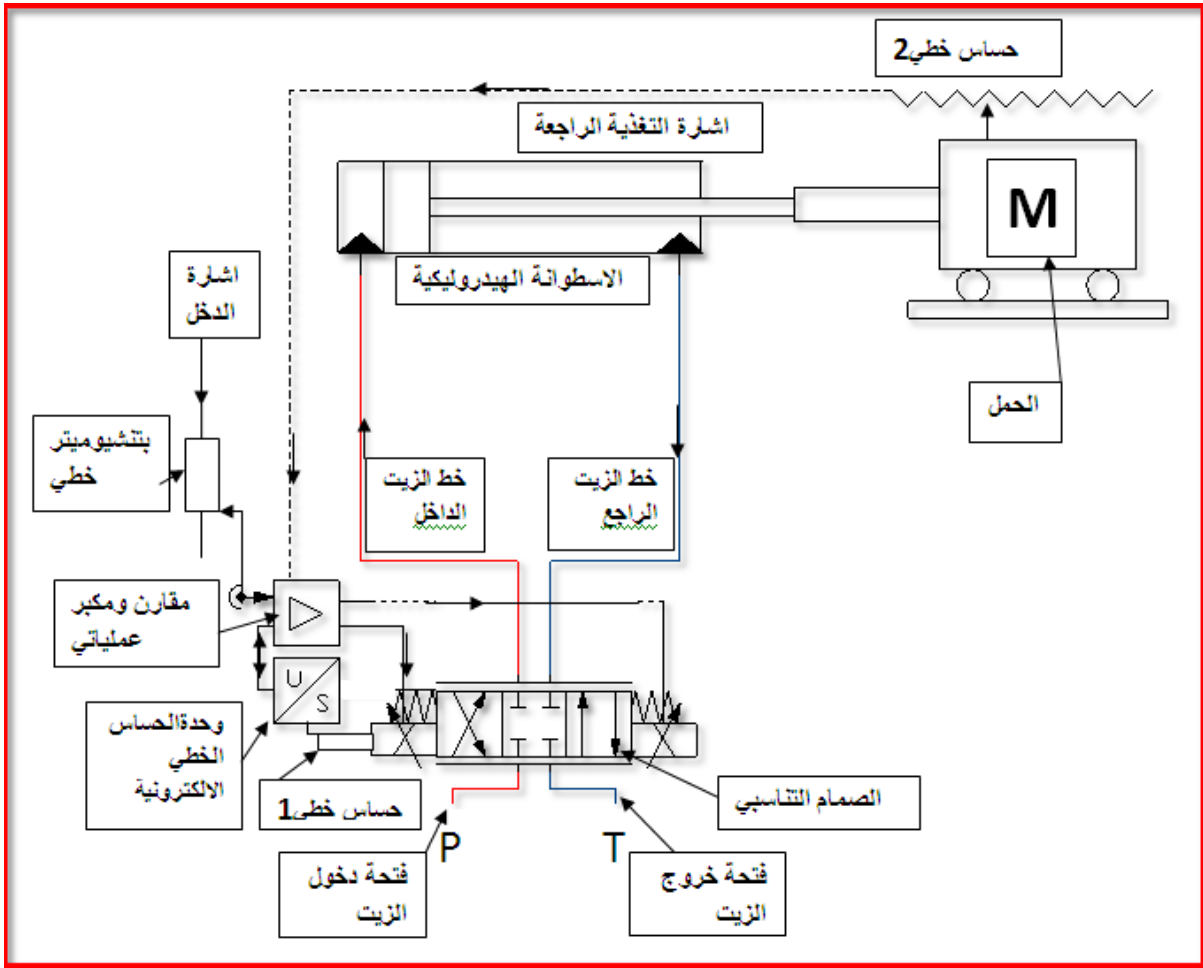 حساس خطي2
اشارة التغذية الراجعة
M
الاسطوانة الهيدروليكية
اشارة
الدخل
الحمل
بتنشيوميتر
خطي
خط الزيت
الداخل
خط الزيت
الراجع
مقارن ومكبر
عملياتي
U
S
وحدةالحساس
الخطي
الالكترونية
حساس خطي1
الصمام التناسبي
P
T
فتحة دخول
الزيت
فتحة خروج
الزيت